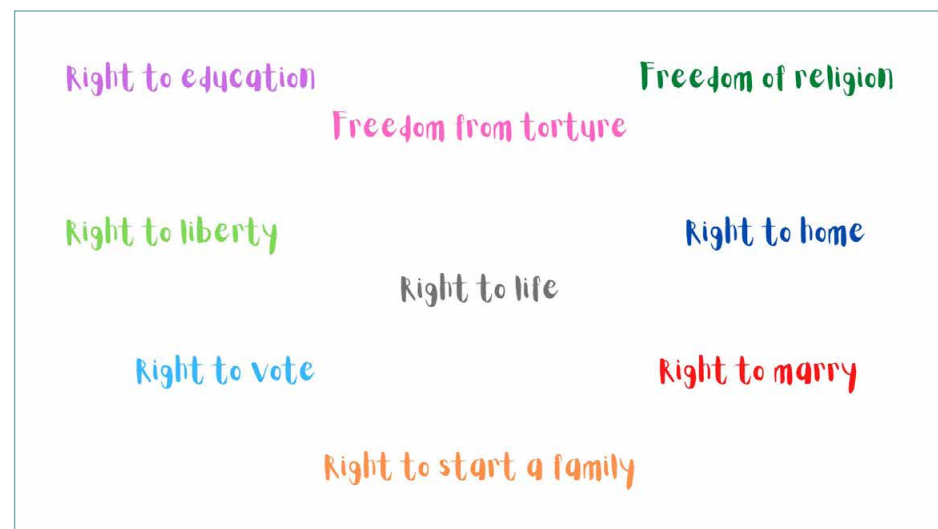 Right to education
Freedom of religion
Freedom from torture
Right to liberty
Right to home
Right to life
Right to vote
Right to marry
Right to start a family